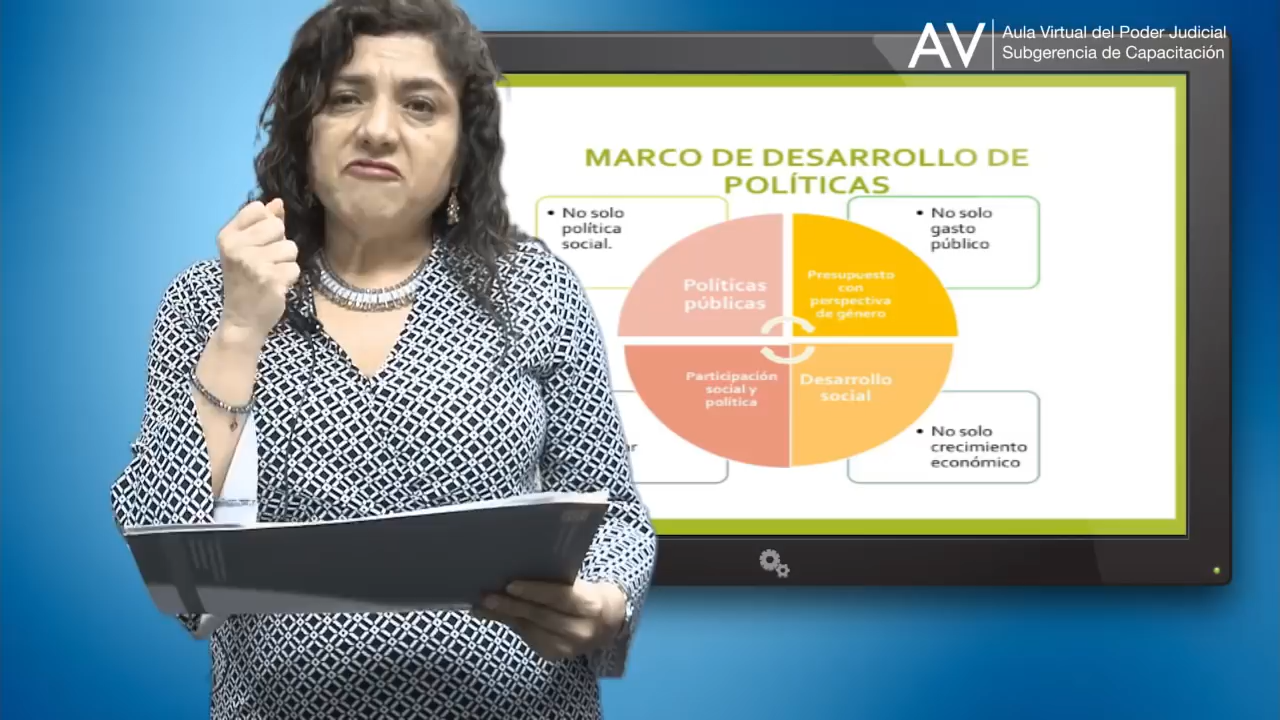 AV
Aula Virtual del Poder Judicial
Subgerencia de Capacitación
MARCO DE DESARROLLO DE
POLÍTICAS
• No solo
política
social.
• No solo
gasto
público
Políticas
públicas
Presupuesto
con
perspectiva
de género
Participación
social y
política
Desarrollo
social
• No solo
crecimiento
económico